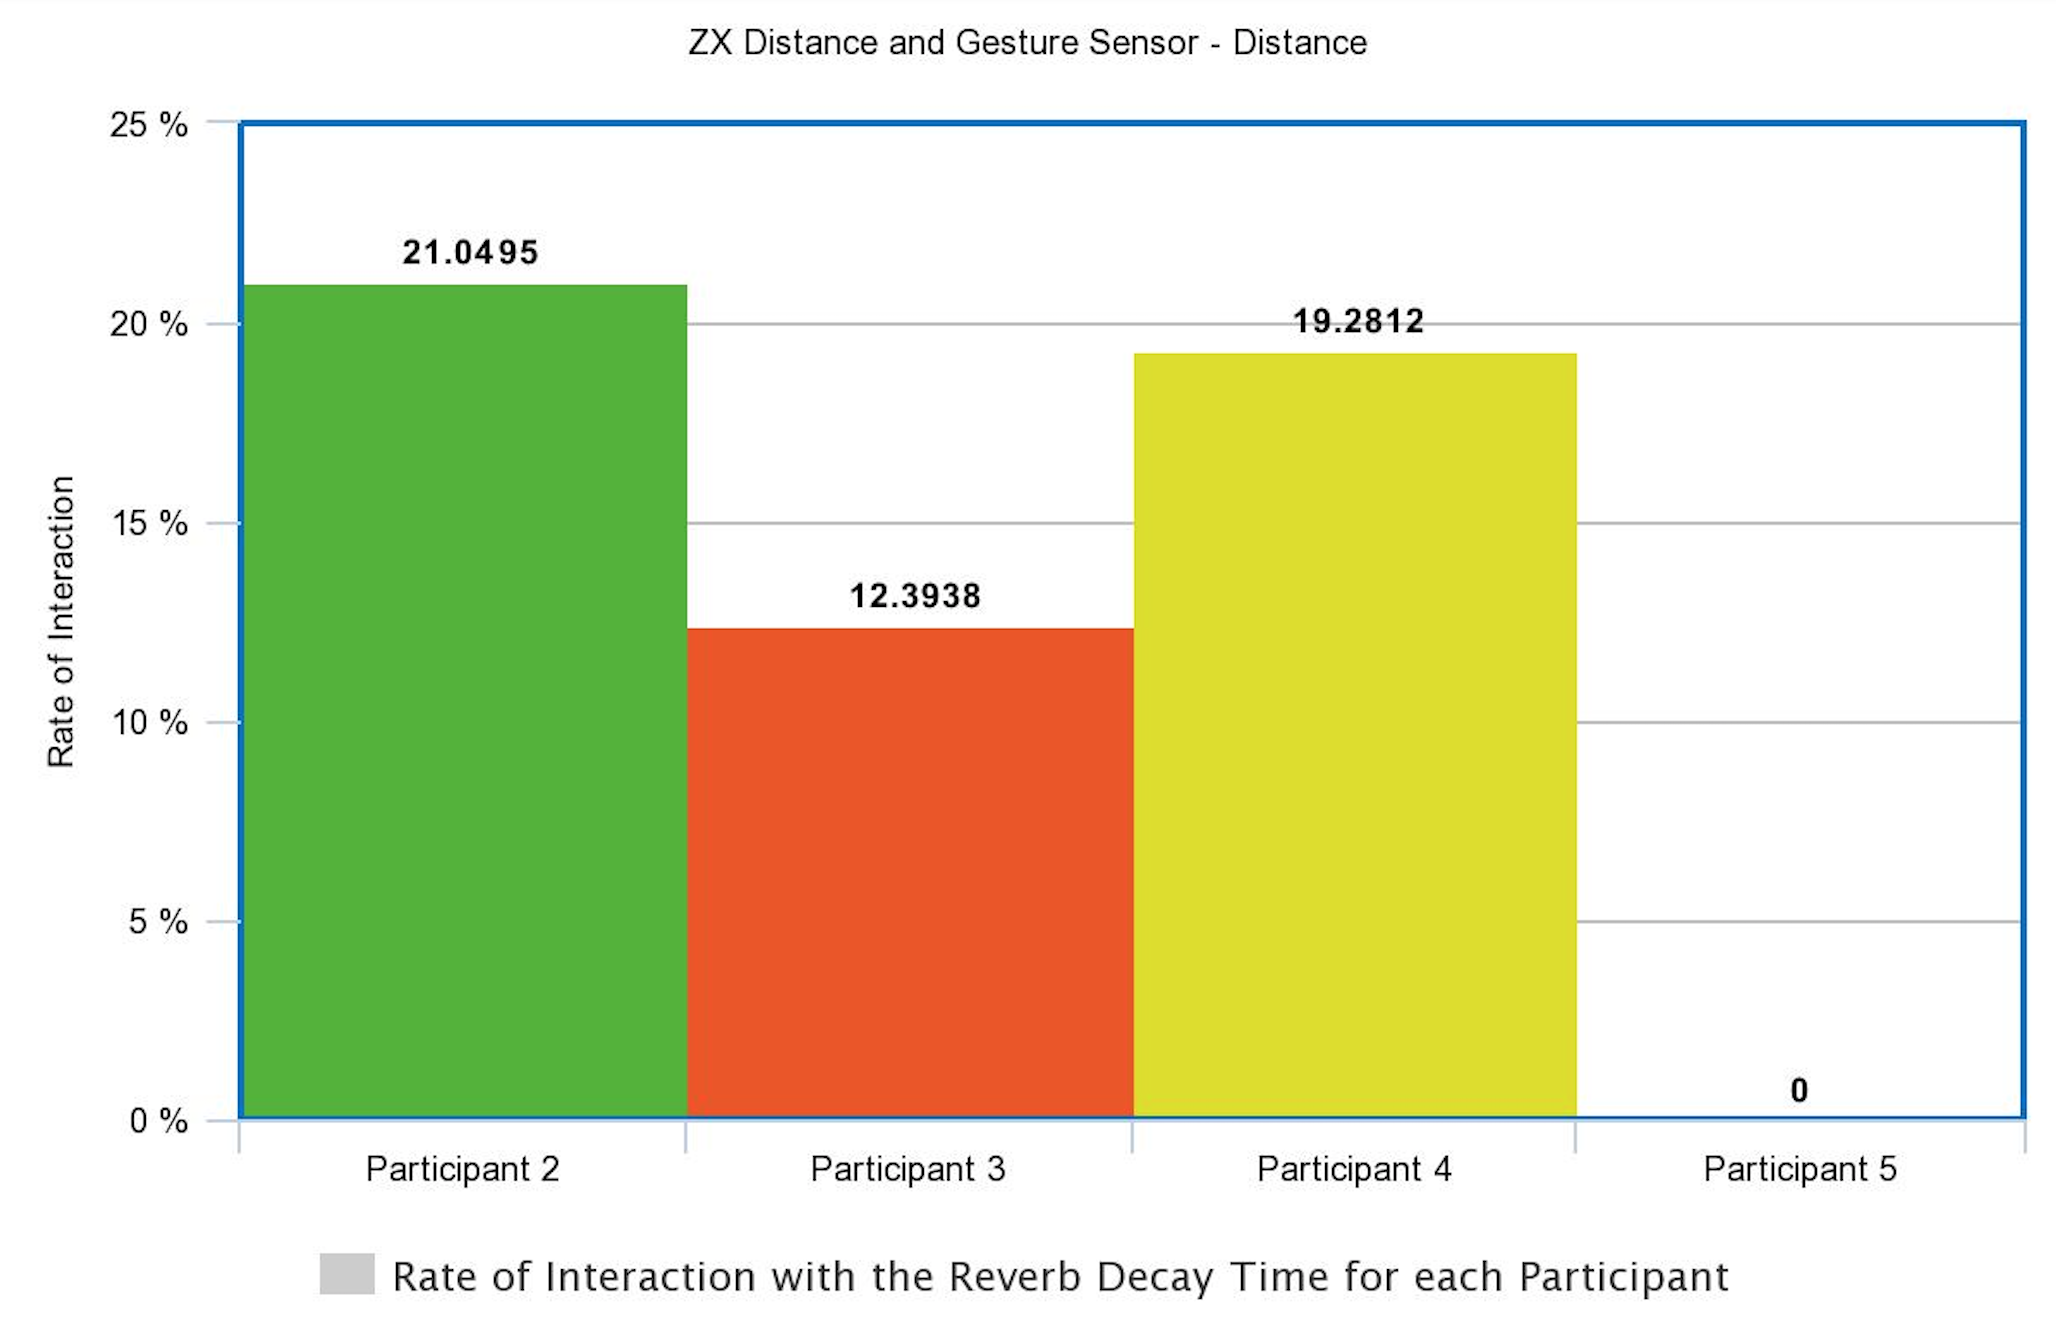 ZX Distance and Gesture Sensor - Distance
25 %
20 %
15 %
10 %
5 %
0 %
Rate of Interaction
21.0495
12.3938
19.2812
0
Participant 2
Participant 3
Participant 4
Participant 5
Rate of Interaction with the Reverb Decay Time for each Participant